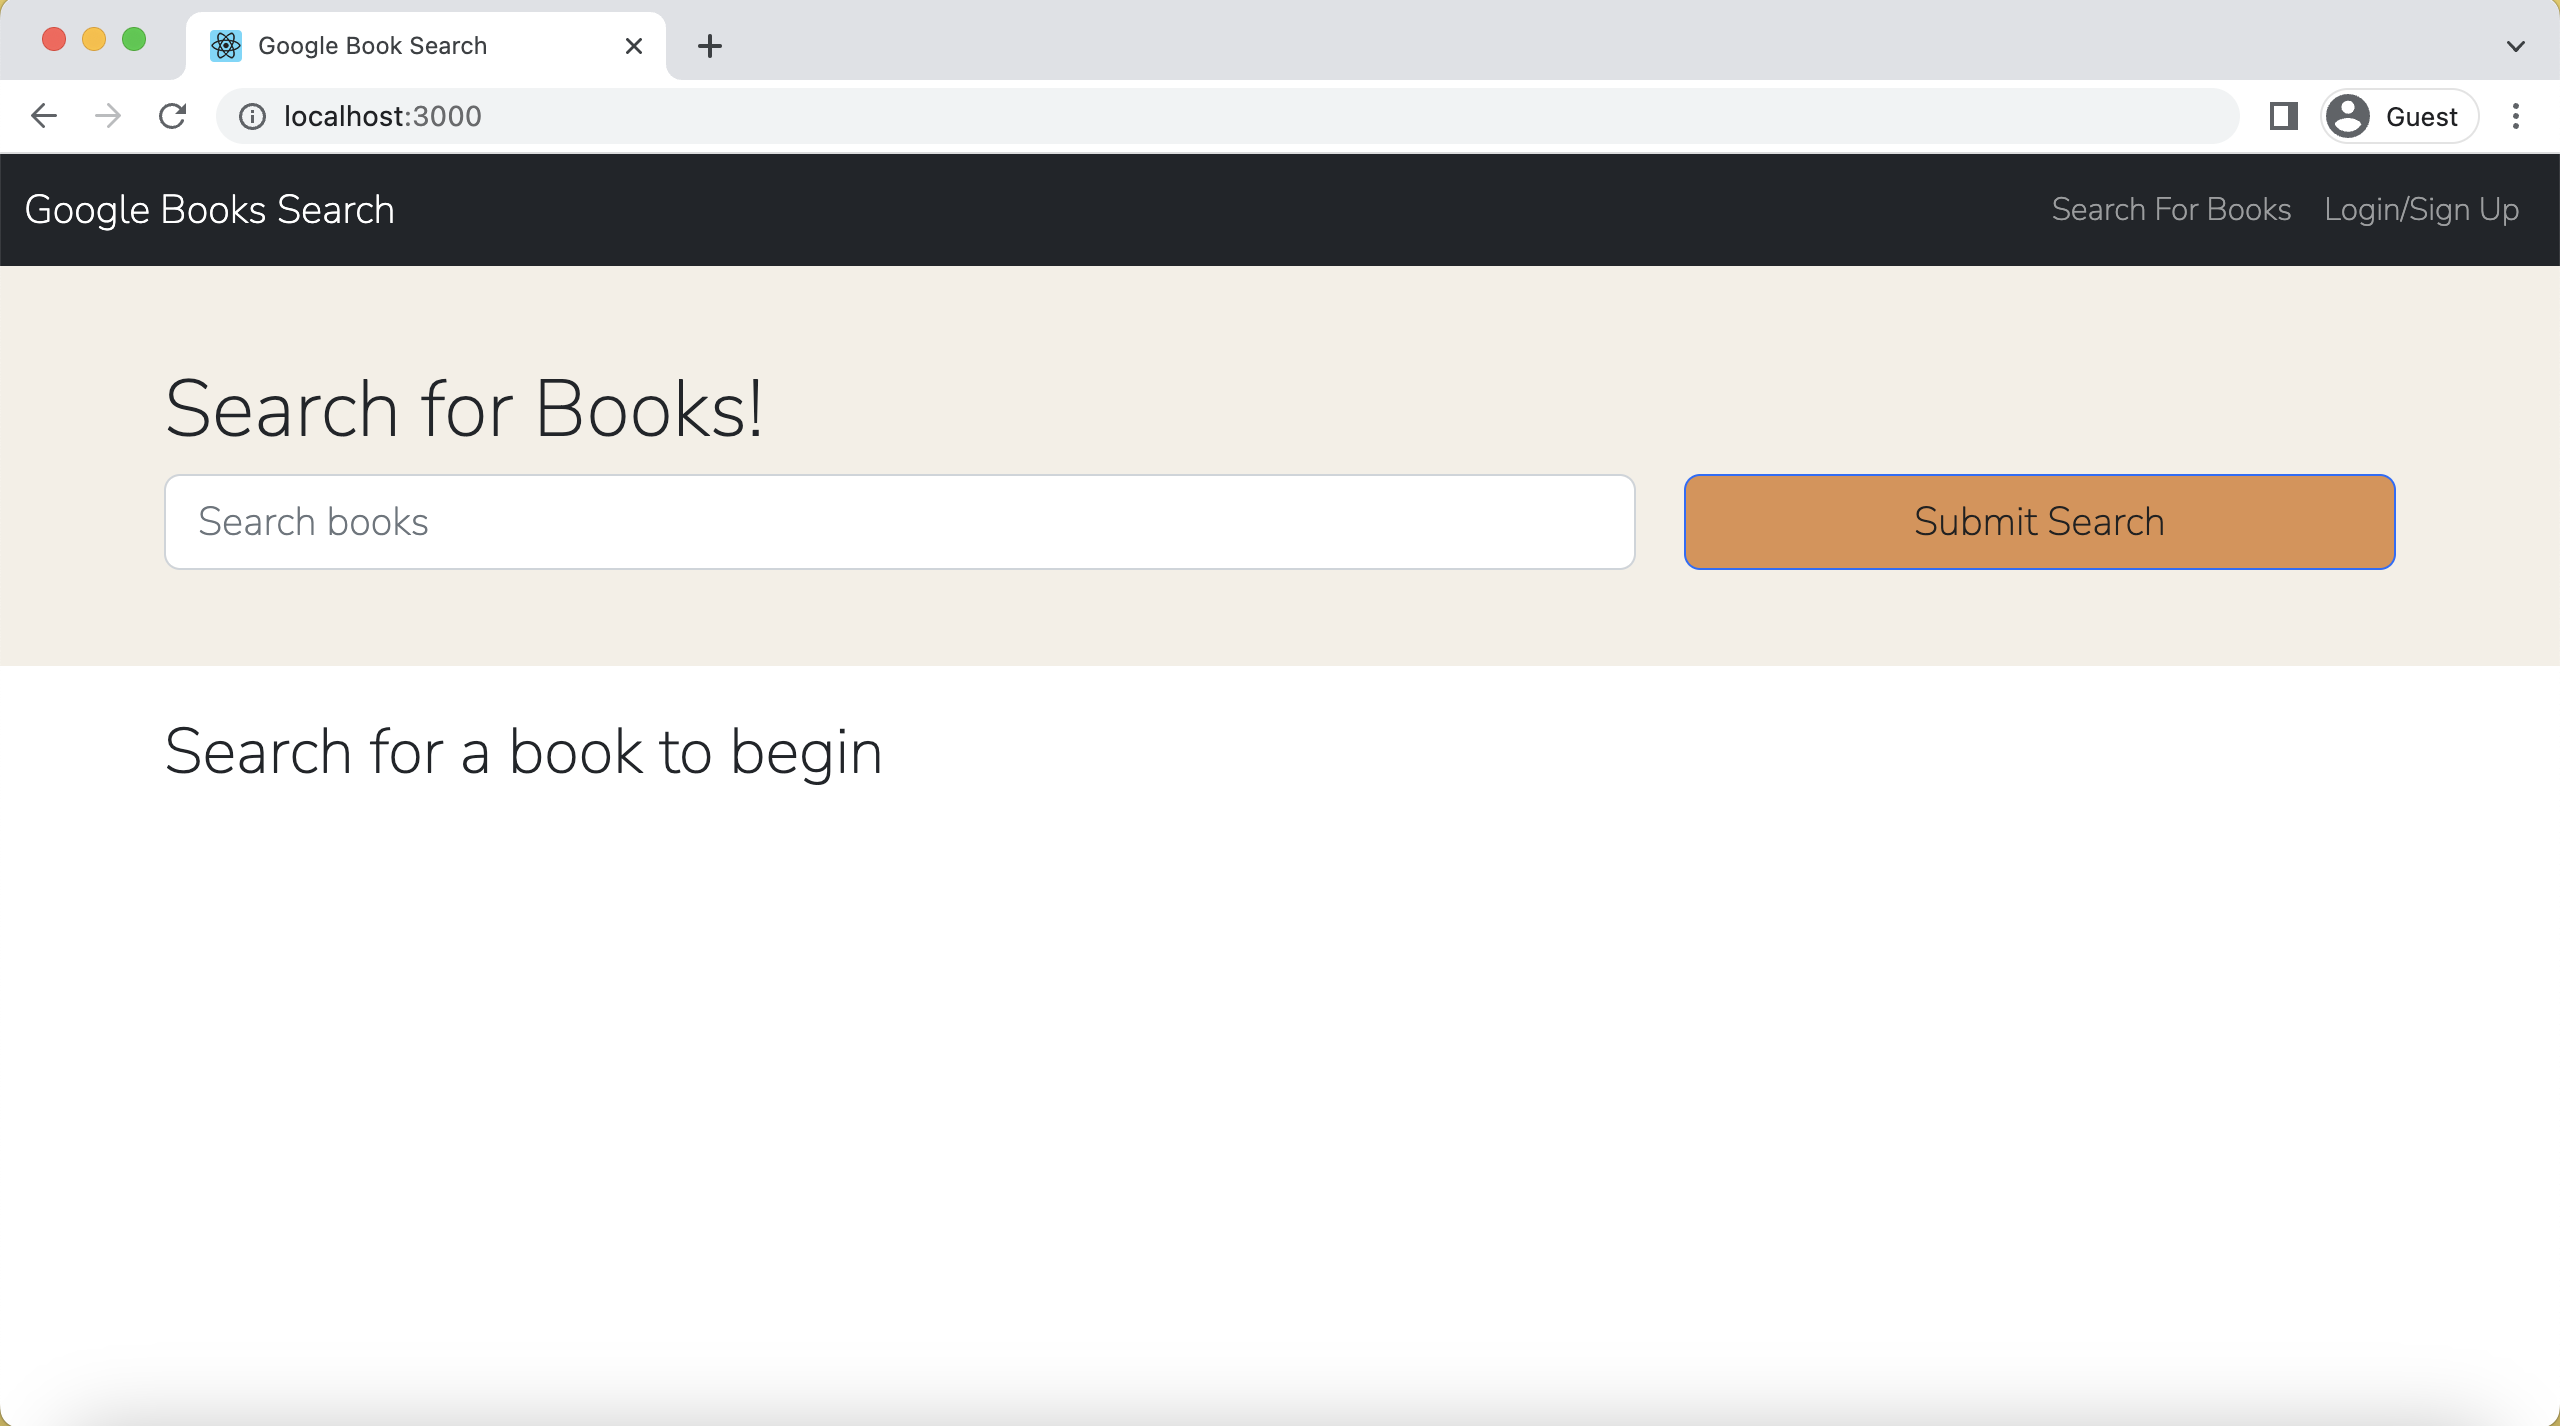 Google Book Search
localhost:3000
Guest
Google Books Search
Search For Books
Login/Sign Up
Search for Books!
Search books
Submit Search
Search for a book to begin